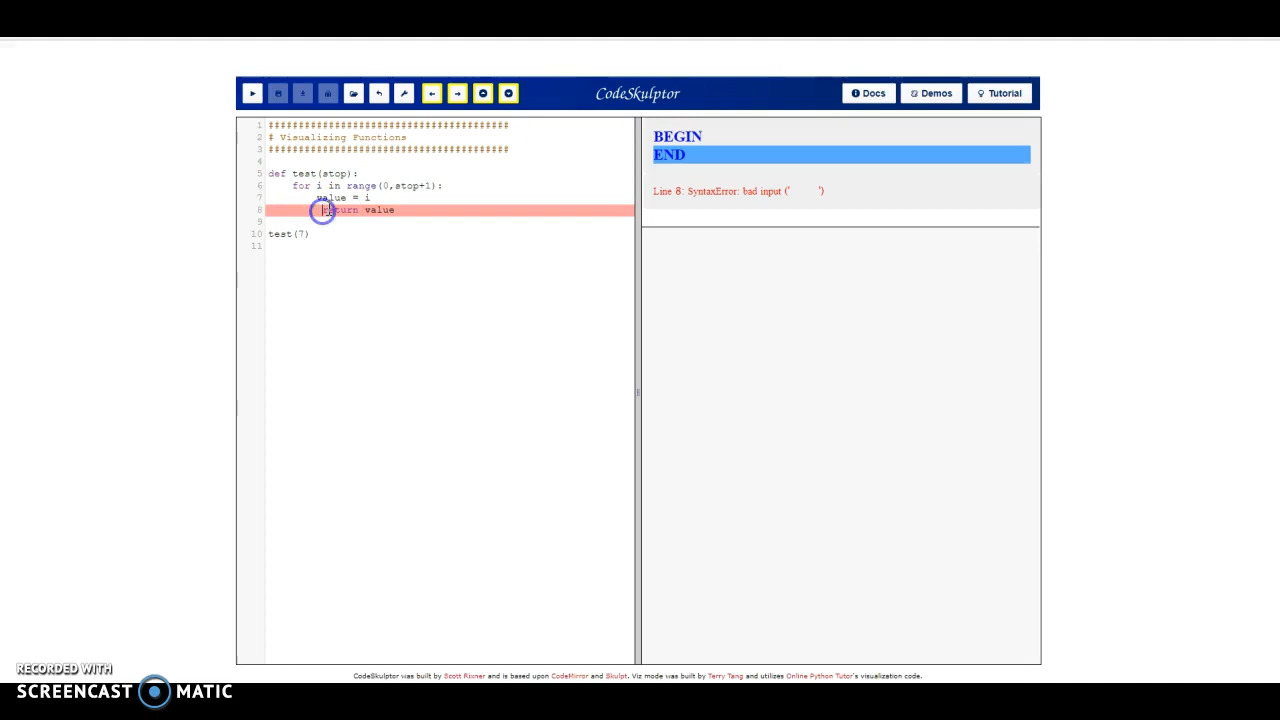 CodeSkulptor
Docs
Demos
Tutorial
1 ########################################
2 # Visualizing Functions
3 ########################################
4
5 def test(stop):
6 for i in range(0,stop+1):
7 value = i
8 return value
9
10 test(7)
11
BEGIN
END
Line 8: SyntaxError: bad input (' ')
CodeSkulptor was built by Scott Rixner and is based upon CodeMirror and Skulpt. Viz mode was built by Terry Tang and utilizes Online Python Tutor's visualization code.
RECORDED WITH
SCREENCAST MATIC